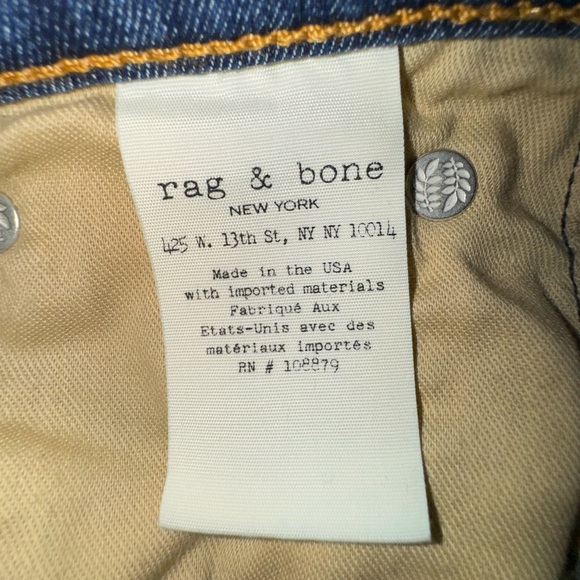 rag & bone
NEW YORK
425 W. 13th St, NY NY 10014
Made in the USA
with imported materials
Fabriqué Aux
Etats-Unis avec des
matériaux importés
RN # 108879